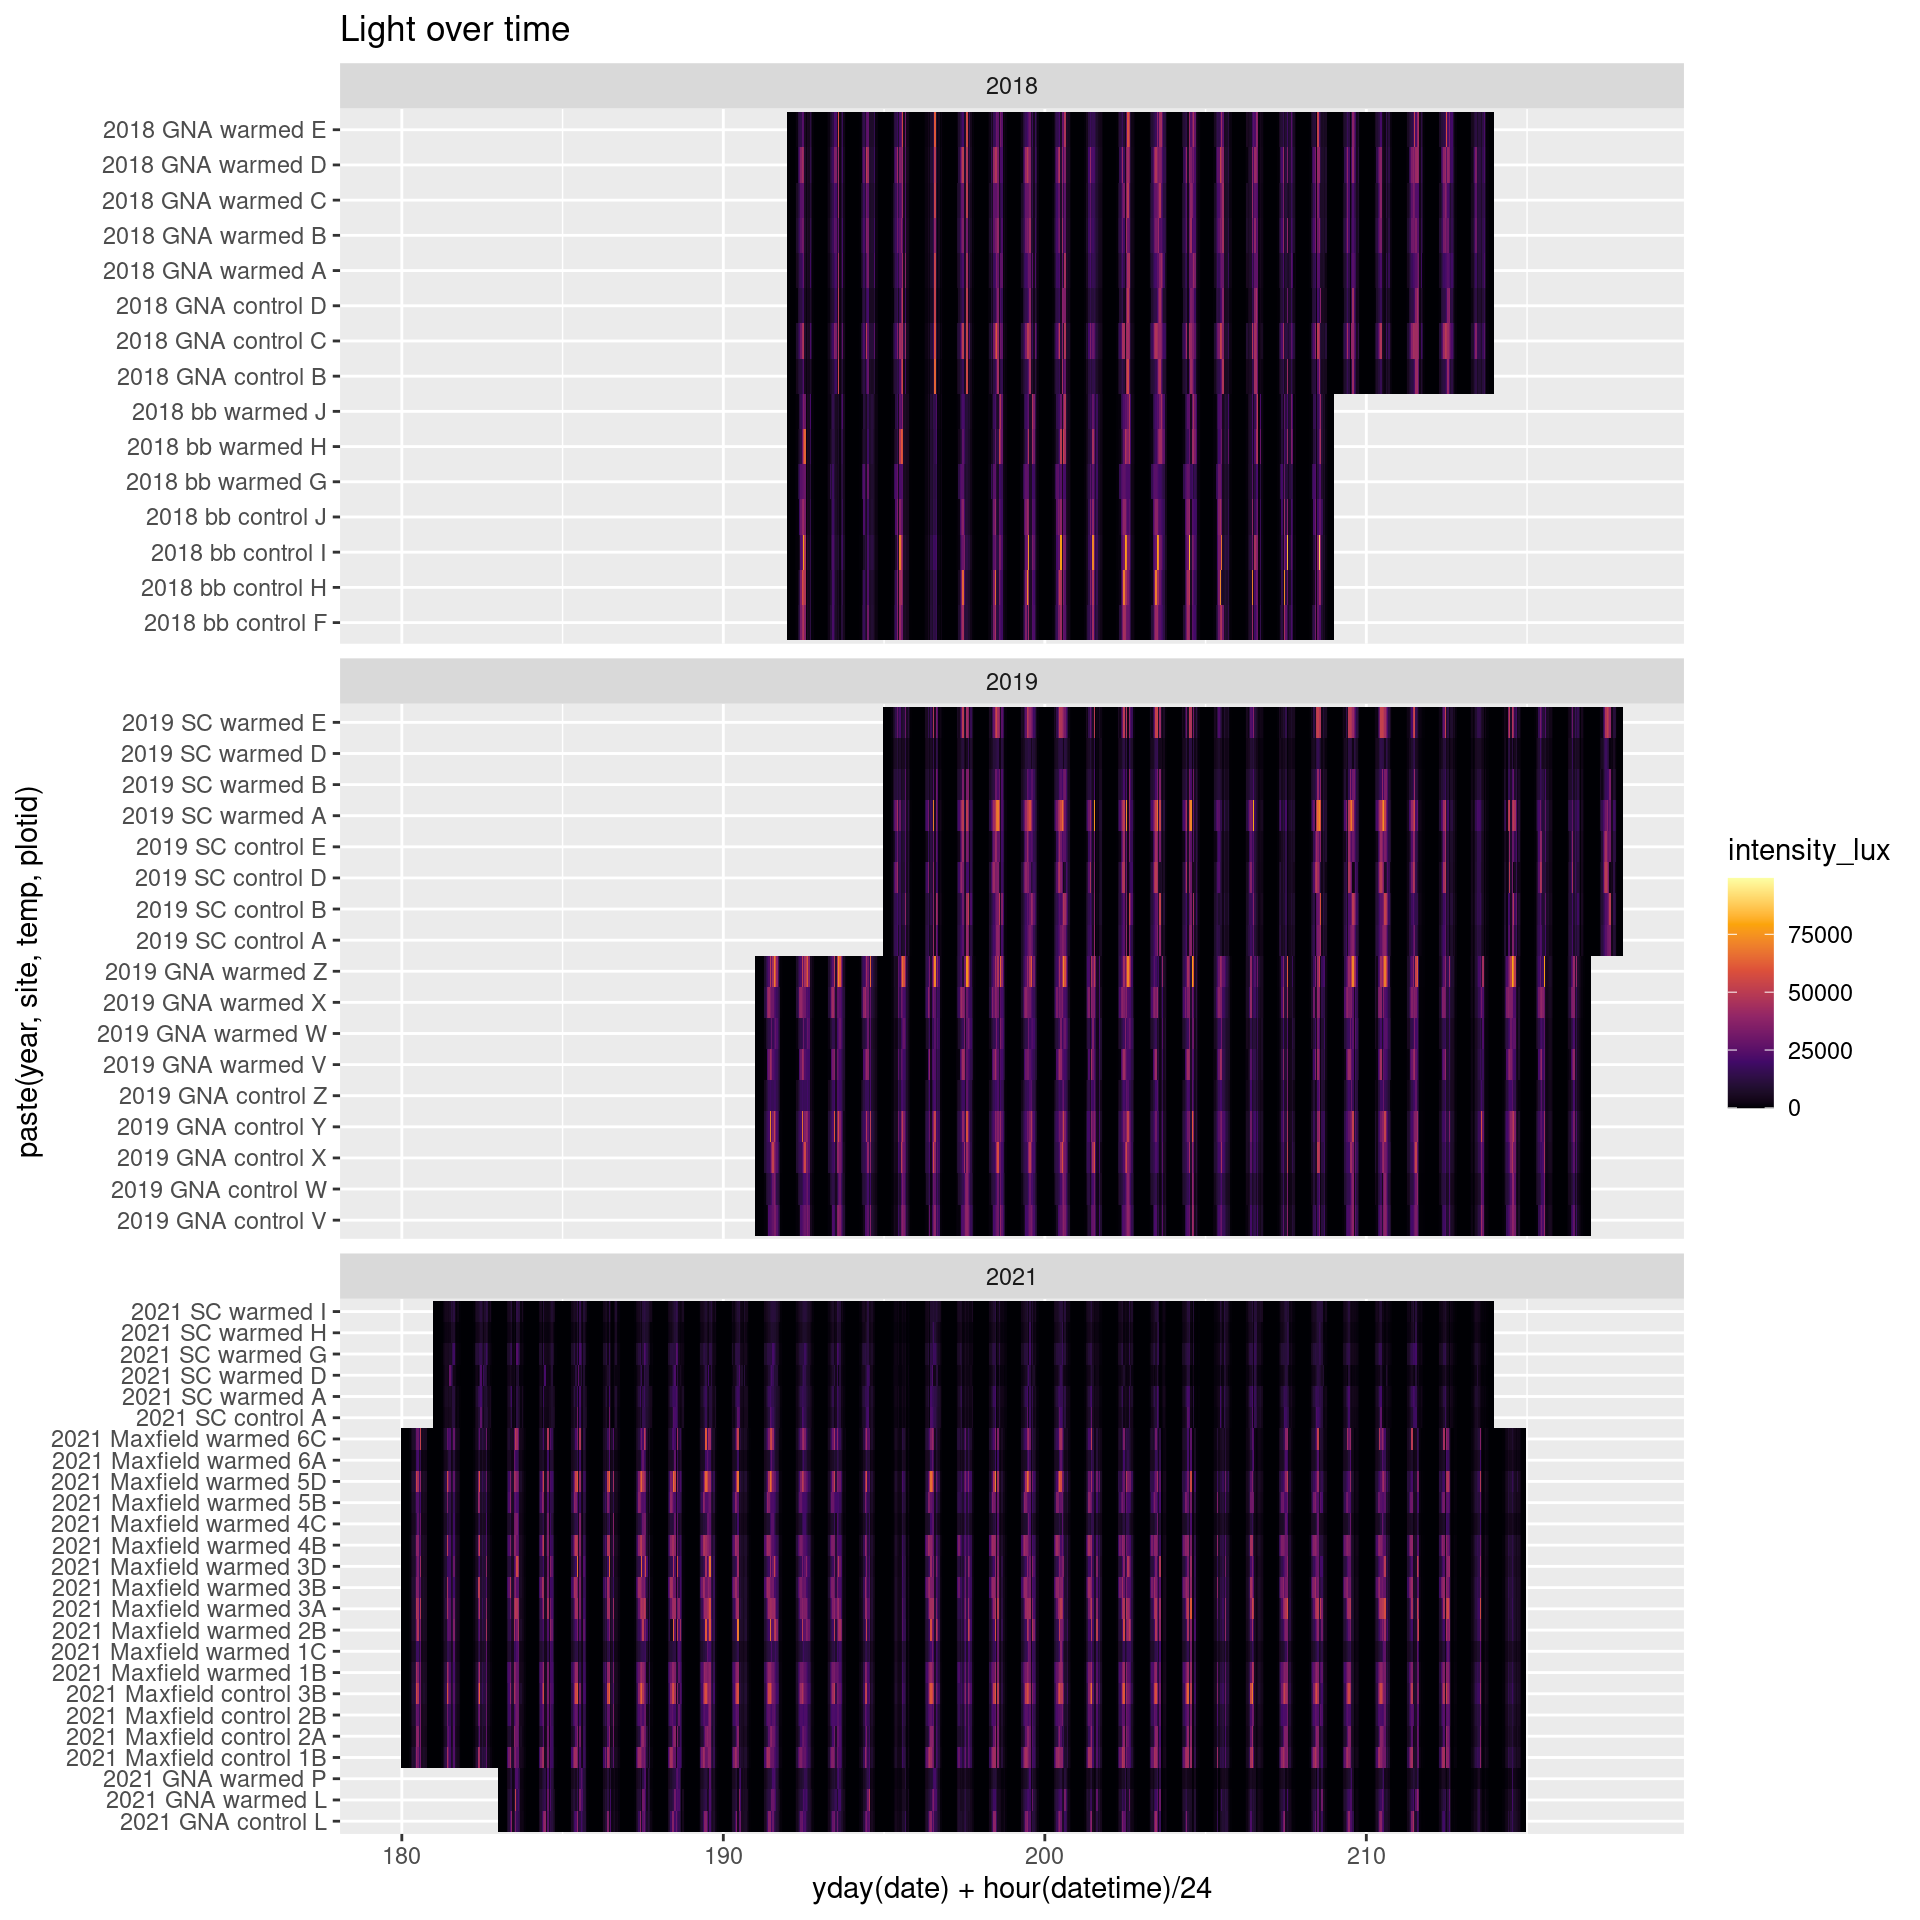 Light over time
2018
2018 GNA warmed E
2018 GNA warmed D
2018 GNA warmed C
2018 GNA warmed B
2018 GNA warmed A
2018 GNA control D
2018 GNA control C
2018 GNA control B
2018 bb warmed J
2018 bb warmed H
2018 bb warmed G
2018 bb control J
2018 bb control I
2018 bb control H
2018 bb control F
2019
2019 SC warmed E
2019 SC warmed D
2019 SC warmed B
2019 SC warmed A
2019 SC control E
2019 SC control D
2019 SC control B
2019 SC control A
2019 GNA warmed Z
2019 GNA warmed X
2019 GNA warmed W
2019 GNA warmed V
2019 GNA control Z
2019 GNA control Y
2019 GNA control X
2019 GNA control W
2019 GNA control V
2021
2021 SC warmed I
2021 SC warmed H
2021 SC warmed G
2021 SC warmed D
2021 SC warmed A
2021 SC control A
2021 Maxfield warmed 6C
2021 Maxfield warmed 6A
2021 Maxfield warmed 5D
2021 Maxfield warmed 5B
2021 Maxfield warmed 4C
2021 Maxfield warmed 4B
2021 Maxfield warmed 3D
2021 Maxfield warmed 3B
2021 Maxfield warmed 3A
2021 Maxfield warmed 2B
2021 Maxfield warmed 1C
2021 Maxfield warmed 1B
2021 Maxfield control 3B
2021 Maxfield control 2B
2021 Maxfield control 2A
2021 Maxfield control 1B
2021 GNA warmed P
2021 GNA warmed L
2021 GNA control L
180 190 200 210
yday(date) + hour(datetime)/24
paste(year, site, temp, plotid)
intensity_lux
75000
50000
25000
0